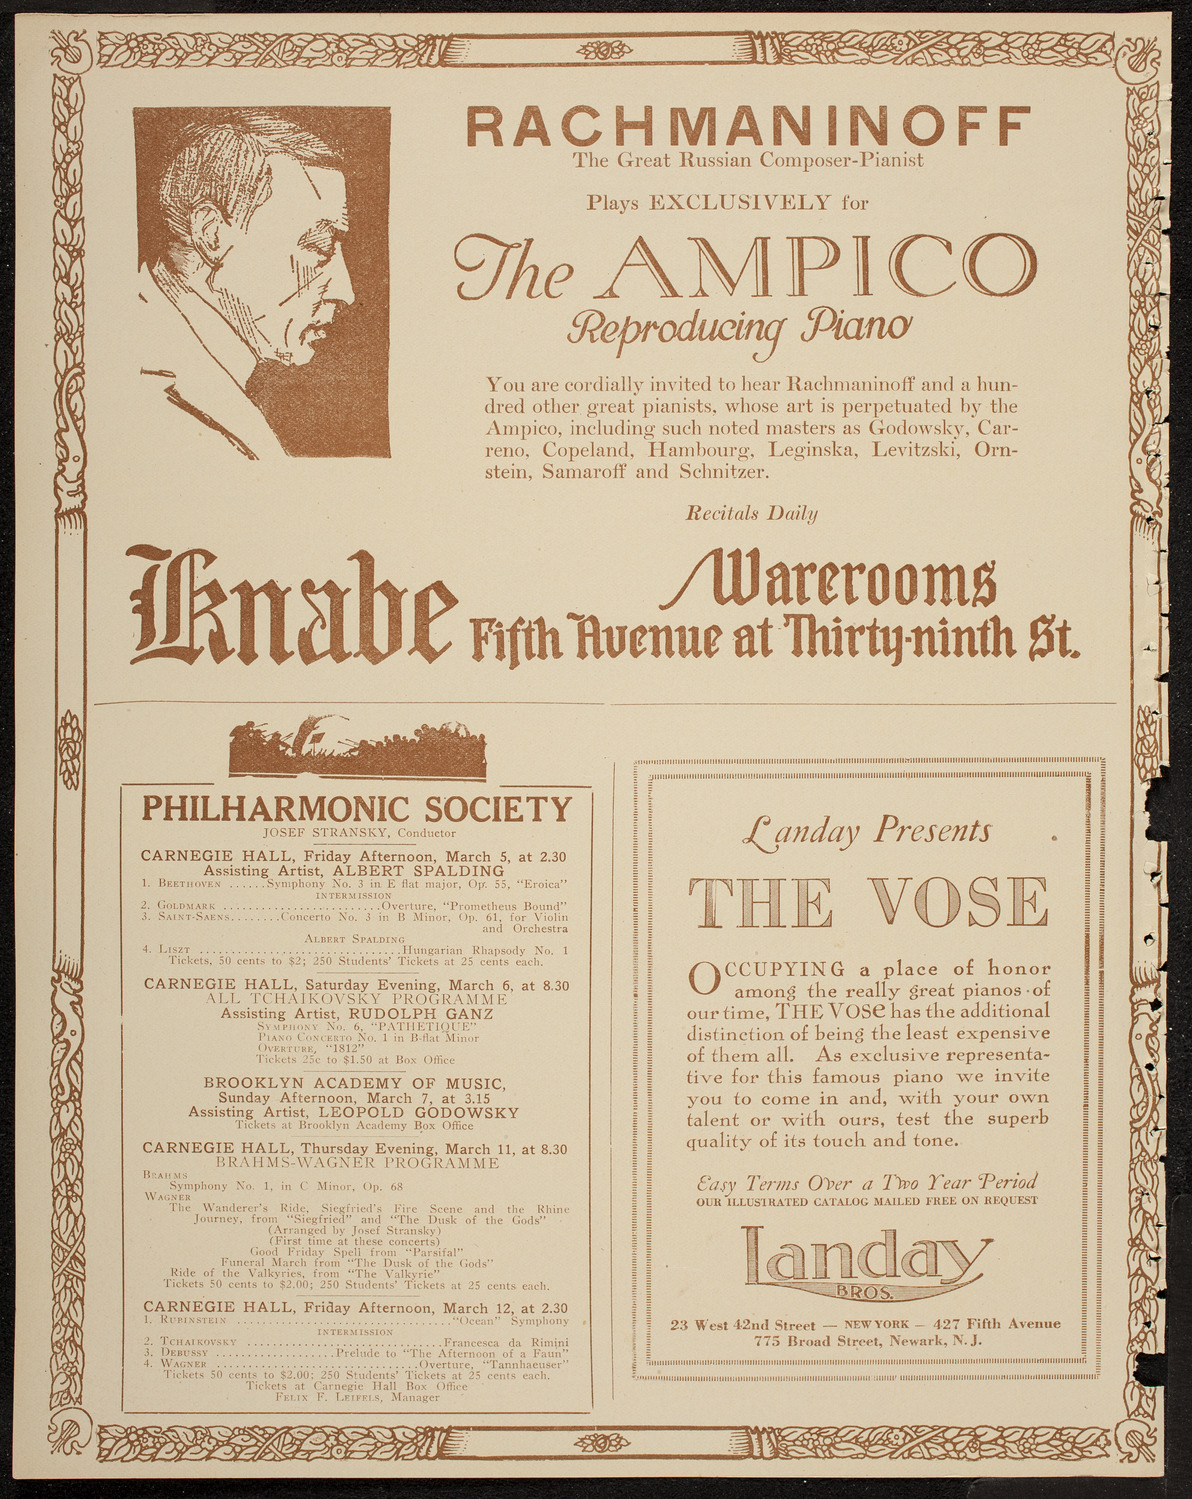 RACHMANINOFF
The Great Russian Composer-Pianist
Plays EXCLUSIVELY for
The AMPICO
Reproducing Piano
You are cordially invited to hear Rachmaninoff and a hun-
dred other great pianists, whose art is perpetuated by the
Ampico, including such noted masters as Godowsky, Car-
reno, Copeland, Hambourg, Leginska, Levitzski, Orn-
stein, Samaroff and Schnitzer.
Recitals Daily
Knabe Warerooms
Fifth Avenue at Thirty-ninth St.
PHILHARMONIC SOCIETY
JOSEF STRANSKY, Conductor
CARNEGIE HALL, Friday Afternoon, March 5, at 2.30
Assisting Artist, ALBERT SPALDING
1. BEETHOVEN ......Symphony No. 3 in E flat major, Op. 55, "Eroica"
INTERMISSION
2. GOLDMARK ........................Overture, "Prometheus Bound"
3. SAINT-SAENS........Concerto No. 3 in B Minor, Op. 61, for Violin
and Orchestra
ALBERT SPALDING
4. LISZT ...............................Hungarian Rhapsody No. 1
Tickets, 50 cents to $2; 250 Students' Tickets at 25 cents each.
CARNEGIE HALL, Saturday Evening, March 6, at 8.30
ALL TCHAIKOVSKY PROGRAMME
Assisting Artist, RUDOLPH GANZ
SYMPHONY NO. 6, "PATHETIQUE"
PIANO CONCERTO NO. 1 in B-flat Minor
OVERTURE, "1812"
Tickets 25c to $1.50 at Box Office
BROOKLYN ACADEMY OF MUSIC,
Sunday Afternoon, March 7, at 3.15
Assisting Artist, LEOPOLD GODOWSKY
Tickets at Brooklyn Academy Box Office
CARNEGIE HALL, Thursday Evening, March 11, at 8.30
BRAHMS-WAGNER PROGRAMME
BRAHMS
Symphony No. 1, in C Minor, Op. 68
WAGNER
The Wanderer's Ride, Siegfried's Fire Scene and the Rhine
Journey, from "Siegfried" and "The Dusk of the Gods"
(Arranged by Josef Stransky)
(First time at these concerts)
Good Friday Spell from "Parsifal"
Funeral March from "The Dusk of the Gods"
Ride of the Valkyries, from "The Valkyrie"
Tickets 50 cents to $2.00; 250 Students' Tickets at 25 cents each.
CARNEGIE HALL, Friday Afternoon, March 12, at 2.30
1. RUBINSTEIN ................................"Ocean" Symphony
INTERMISSION
2. TCHAIKOVSKY .............................Francesca da Rimini
3. DEBUSSY ..................Prelude to "The Afternoon of a Faun"
4. WAGNER .............................Overture, "Tannhaeuser"
Tickets 50 cents to $2.00; 250 Students' Tickets at 25 cents each.
Tickets at Carnegie Hall Box Office
FELIX F. LEIFELS, Manager
Landay Presents
THE VOSE
OCCUPYING a place of honor
among the really great pianos of
our time, THE VOSE has the additional
distinction of being the least expensive
of them all. As exclusive representa-
tive for this famous piano we invite
you to come in and, with your own
talent or with ours, test the superb
quality of its touch and tone.
Easy Terms Over a Two Year Period
OUR ILLUSTRATED CATALOG MAILED FREE ON REQUEST
Landay
BROS.
23 West 42nd Street — NEW YORK — 427 Fifth Avenue
775 Broad Street, Newark, N. J.